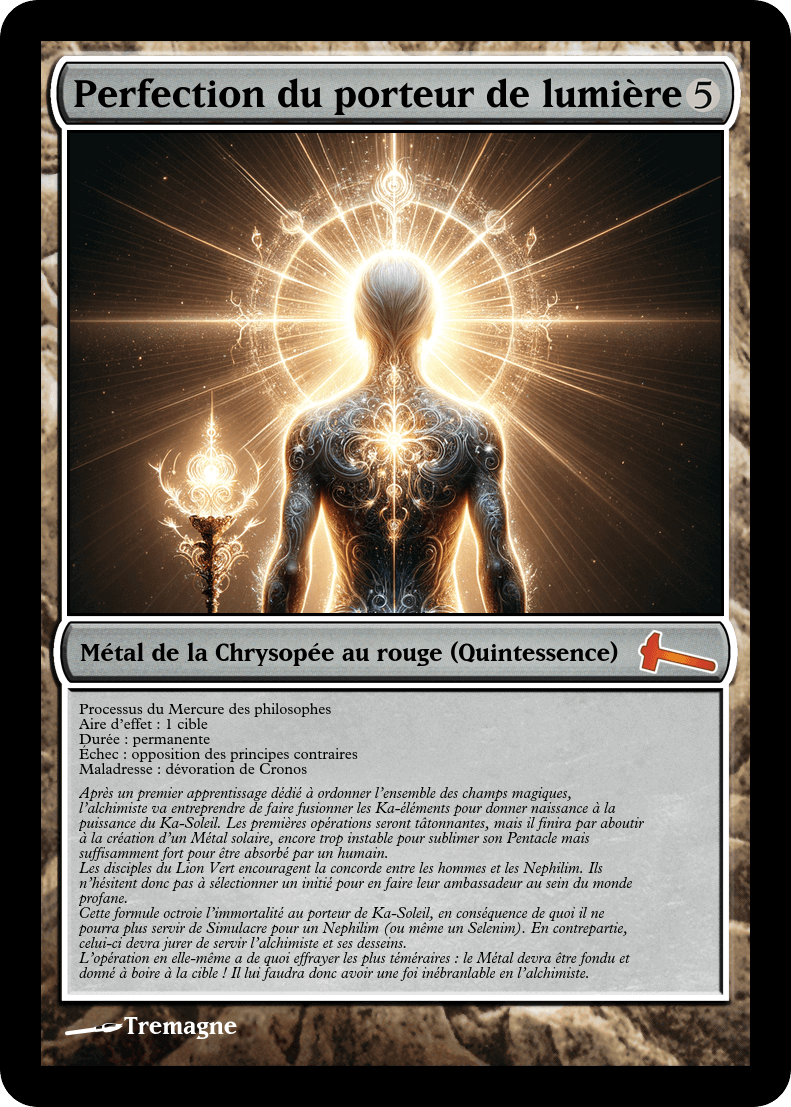 Perfection du porteur de lumière 5
Métal de la Chrysopée au rouge (Quintessence)
Processus du Mercure des philosophes
Aire d'effet : 1 cible
Durée : permanente
Échec : opposition des principes contraires
Maladresse : dévoration de Cronos
Après un premier apprentissage dédié à ordonner l'ensemble des champs magiques,
l'alchimiste va entreprendre de faire fusionner les Ka-éléments pour donner naissance à la
puissance du Ka-Soleil. Les premières opérations seront tâtonnantes, mais il finira par aboutir
à la création d'un Métal solaire, encore trop instable pour sublimer son Pentacle mais
suffisamment fort pour être absorbé par un humain.
Les disciples du Lion Vert encouragent la concorde entre les hommes et les Nephilim. Ils
n'hésitent donc pas à sélectionner un initié pour en faire leur ambassadeur au sein du monde
profane.
Cette formule octroie l'immortalité au porteur de Ka-Soleil, en conséquence de quoi il ne
pourra plus servir de Simulacre pour un Nephilim (ou même un Selenim). En contrepartie,
celui-ci devra jurer de servir l'alchimiste et ses desseins.
L'opération en elle-même a de quoi effrayer les plus téméraires : le Métal devra être fondu et
donné à boire à la cible ! Il lui faudra donc avoir une foi inébranlable en l'alchimiste.
Tremagne